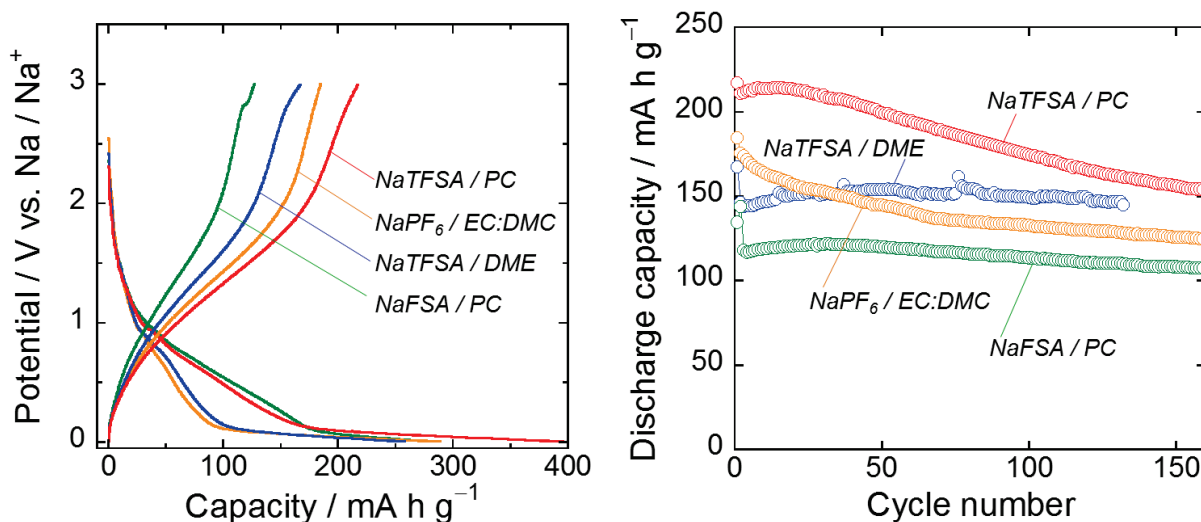 Potential / V vs. Na / Na⁺
3
2
1
0
0
100
200
300
400
Capacity / mA h g⁻¹
NaTFSA / PC
NaPF₆ / EC:DMC
NaTFSA / DME
NaFSA / PC
Discharge capacity / mA h g⁻¹
250
200
150
100
50
0
0
50
100
150
Cycle number
NaTFSA / PC
NaTFSA / DME
NaPF₆ / EC:DMC
NaFSA / PC